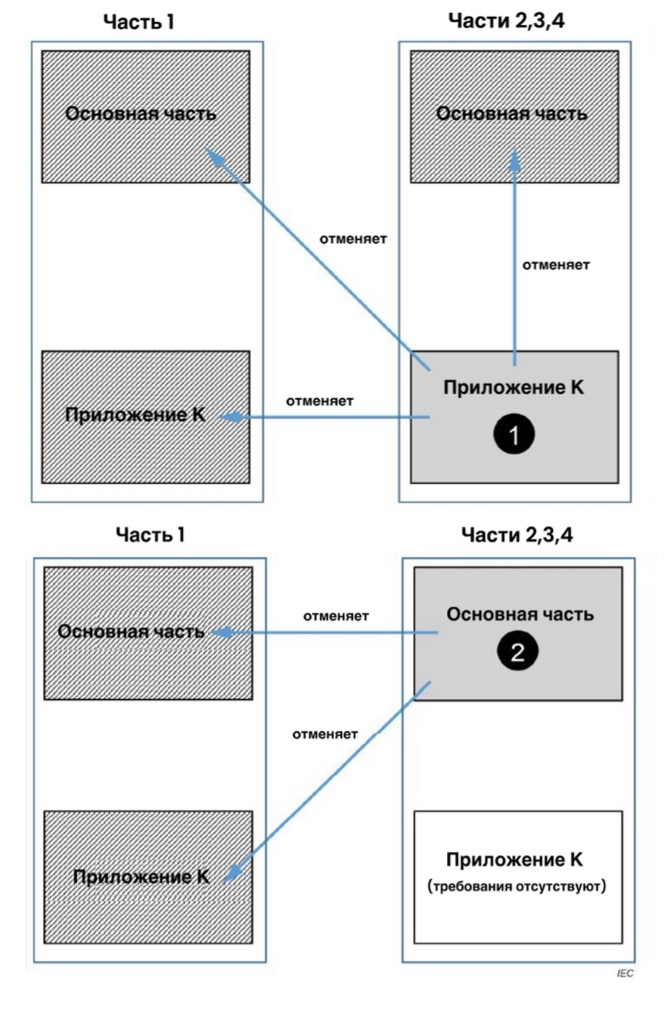 Часть 1
Части 2,3,4
Основная часть
Основная часть
отменяет
отменяет
Приложение К
1
Приложение К
отменяет
Часть 1
Части 2,3,4
Основная часть
отменяет
Основная часть
2
отменяет
Приложение К
Приложение К
(требования отсутствуют)
IEC